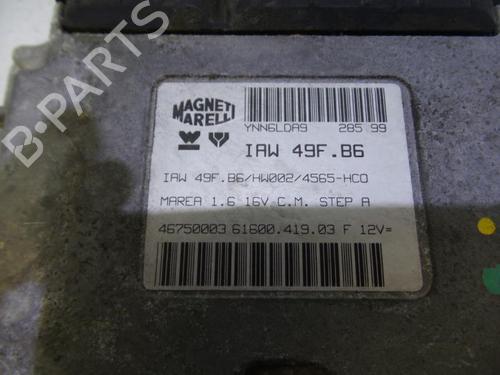 MAGNETI
MARELLI
YNN6LDA9 285 99
IAW 49F.B6
IAW 49F.B6/HW002/4565-HCO
MAREA 1.6 16V C.M. STEP A
46750003 61600.419.03 F 12V=
B-PARTS